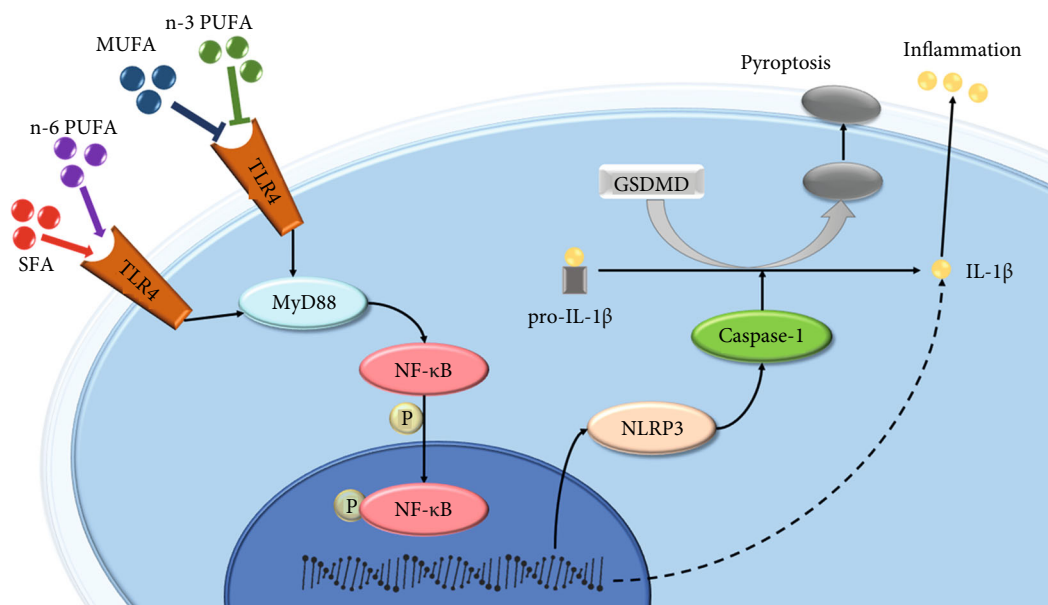 n-3 PUFA
MUFA
n-6 PUFA
SFA
TLR4
TLR4
MyD88
NF-κB
P
P
NF-κB
NLRP3
Caspase-1
pro-IL-1β
GSDMD
Pyroptosis
Inflammation
IL-1β